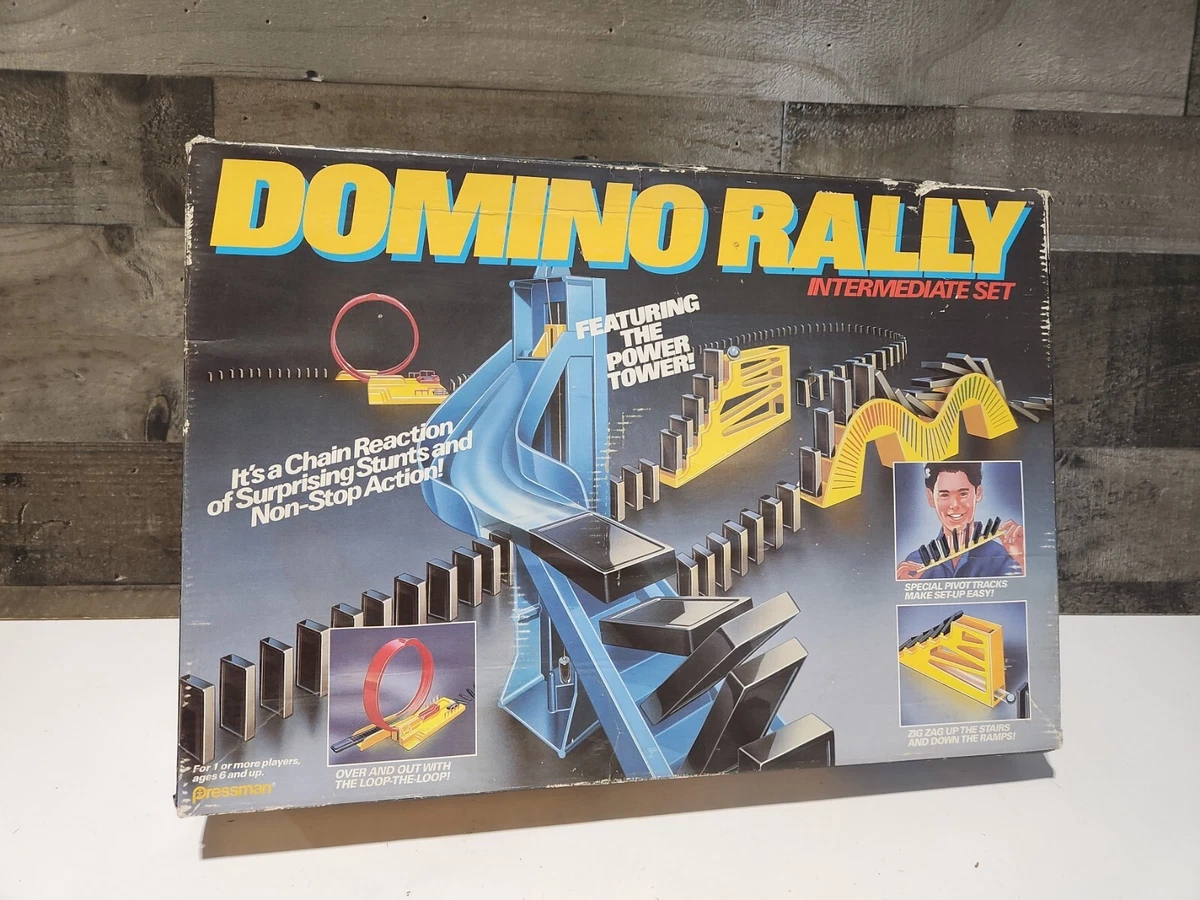 DOMINO RALLY
INTERMEDIATE SET
FEATURING
THE
POWER
TOWER!
It's a Chain Reaction
of Surprising Stunts and
Non-Stop Action!
SPECIAL PIVOT TRACKS
MAKE SET-UP EASY!
ZIG ZAG UP THE STAIRS
AND DOWN THE RAMPS!
OVER AND OUT WITH
THE LOOP-THE-LOOP!
For 1 or more players,
ages 6 and up.
Pressman®